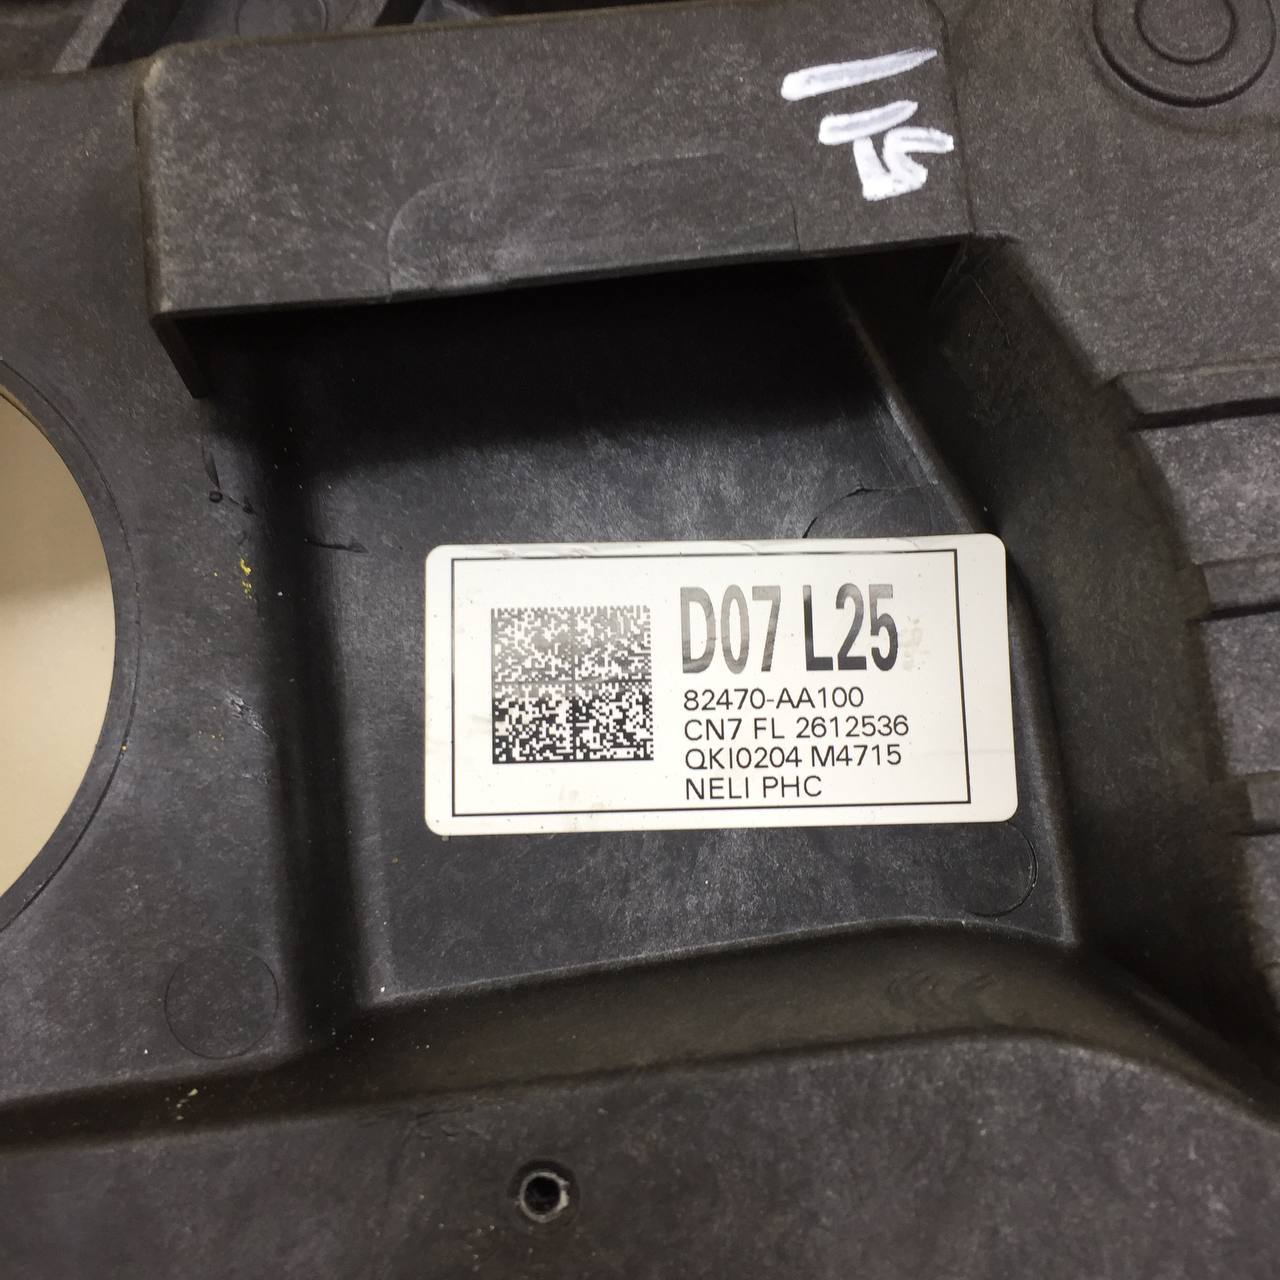 D07 L25
82470-AA100
CN7 FL 2612536
QKI0204 M4715
NELI PHC